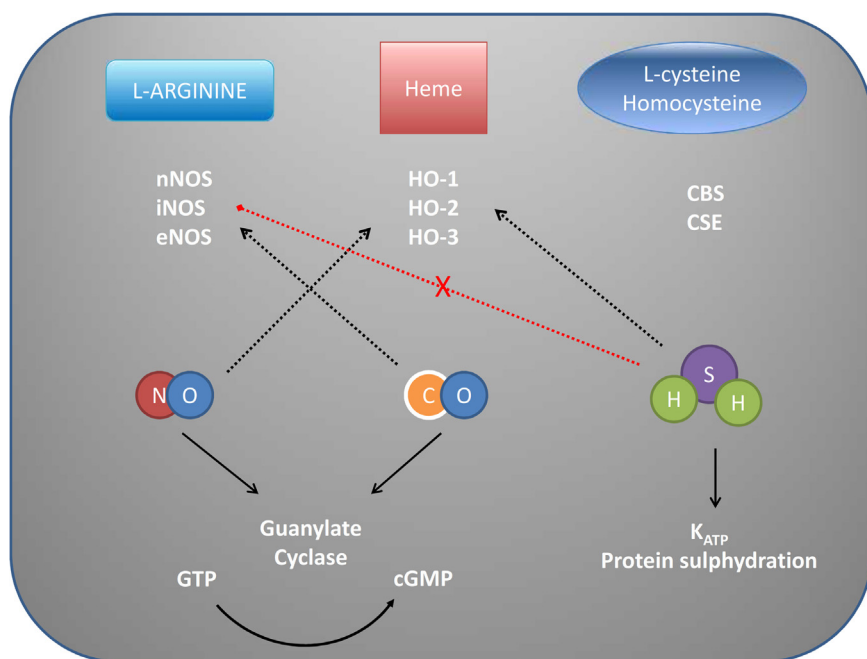 L-ARGININE
Heme
L-cysteine
Homocysteine
nNOS
iNOS
eNOS
HO-1
HO-2
HO-3
CBS
CSE
X
N O
C O
S
H H
Guanylate
Cyclase
GTP
cGMP
K_ATP
Protein sulphydration